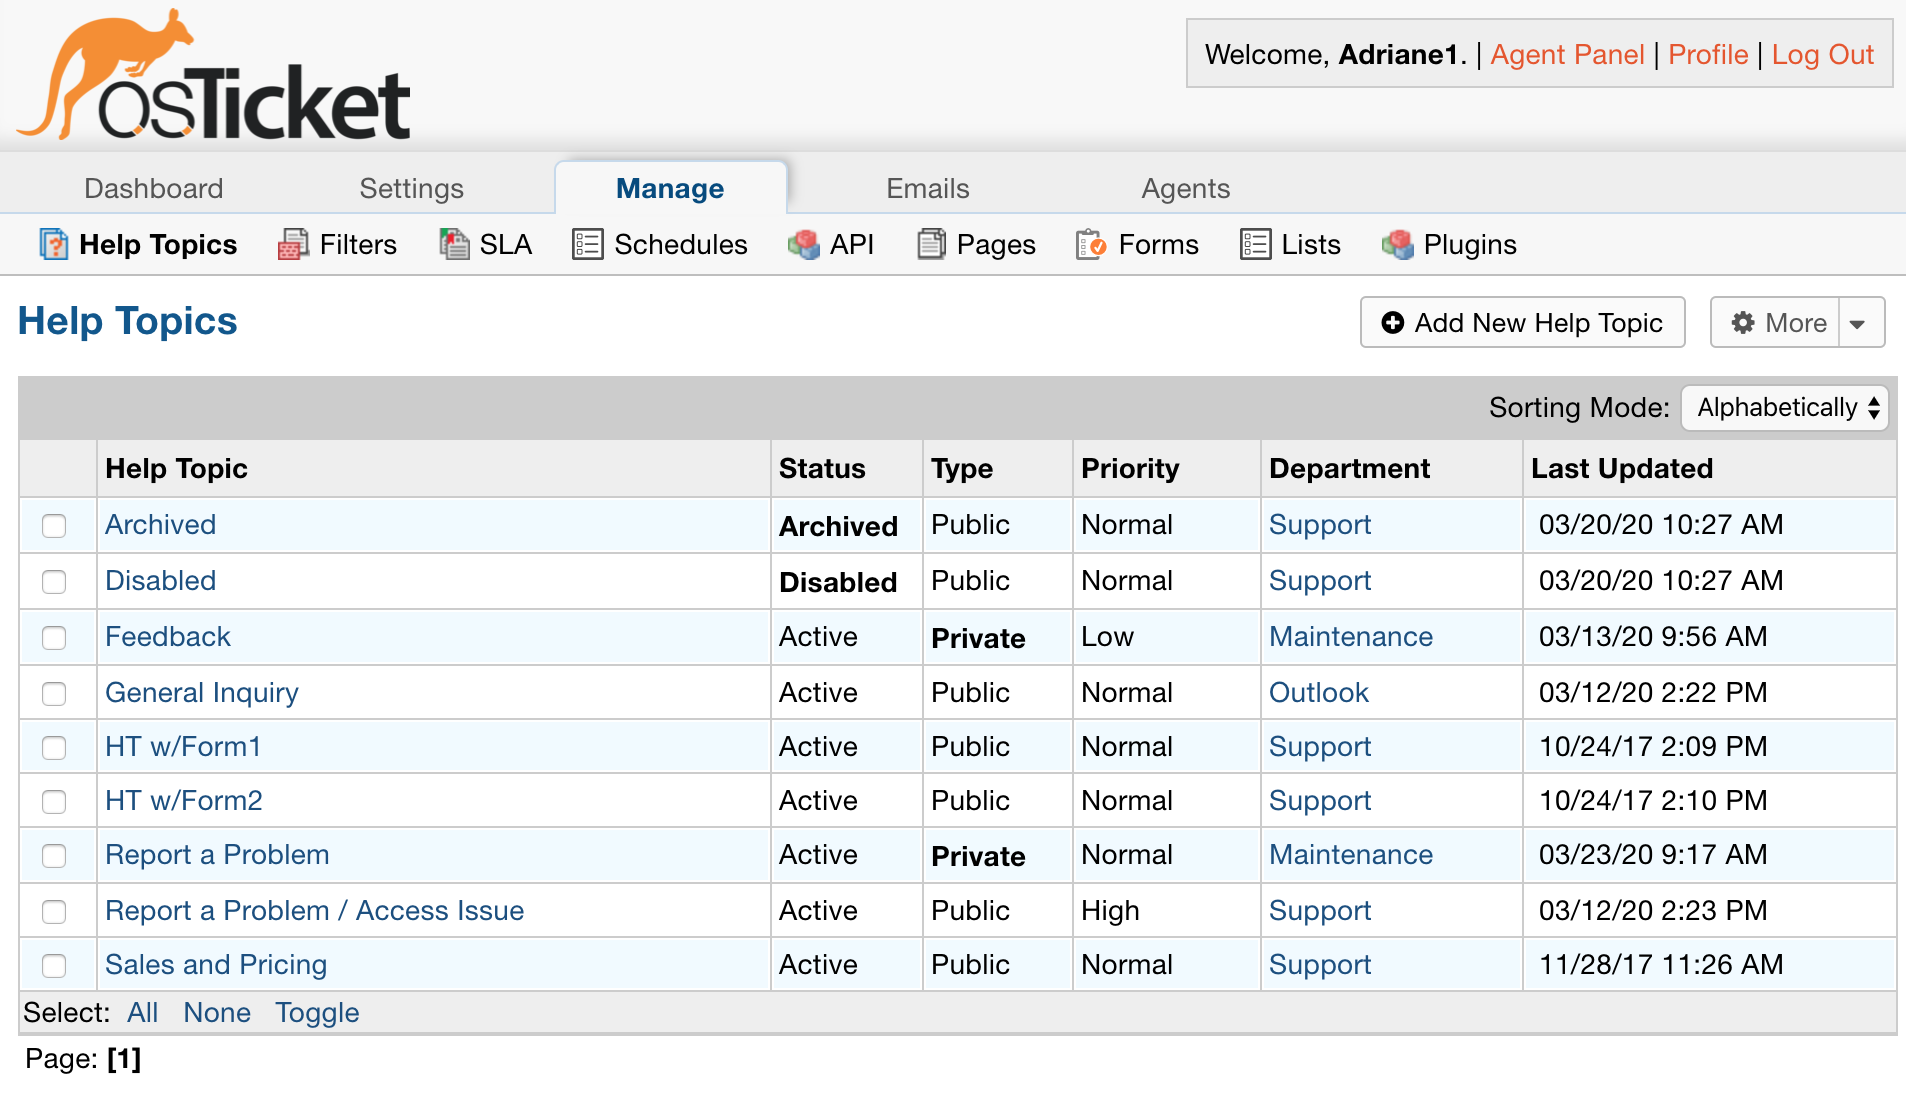 osTicket
Welcome, Adriane1. | Agent Panel | Profile | Log Out
Dashboard Settings Manage Emails Agents
Help Topics Filters SLA Schedules API Pages Forms Lists Plugins
Help Topics
Add New Help Topic More
Sorting Mode: Alphabetically
Help Topic Status Type Priority Department Last Updated
Archived Archived Public Normal Support 03/20/20 10:27 AM
Disabled Disabled Public Normal Support 03/20/20 10:27 AM
Feedback Active Private Low Maintenance 03/13/20 9:56 AM
General Inquiry Active Public Normal Outlook 03/12/20 2:22 PM
HT w/Form1 Active Public Normal Support 10/24/17 2:09 PM
HT w/Form2 Active Public Normal Support 10/24/17 2:10 PM
Report a Problem Active Private Normal Maintenance 03/23/20 9:17 AM
Report a Problem / Access Issue Active Public High Support 03/12/20 2:23 PM
Sales and Pricing Active Public Normal Support 11/28/17 11:26 AM
Select: All None Toggle
Page: [1]